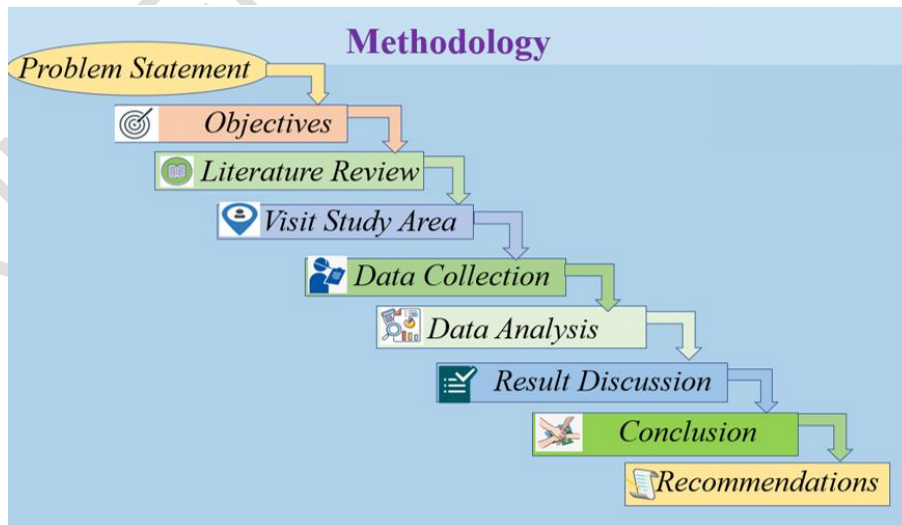 Methodology
Problem Statement
Objectives
Literature Review
Visit Study Area
Data Collection
Data Analysis
Result Discussion
Conclusion
Recommendations